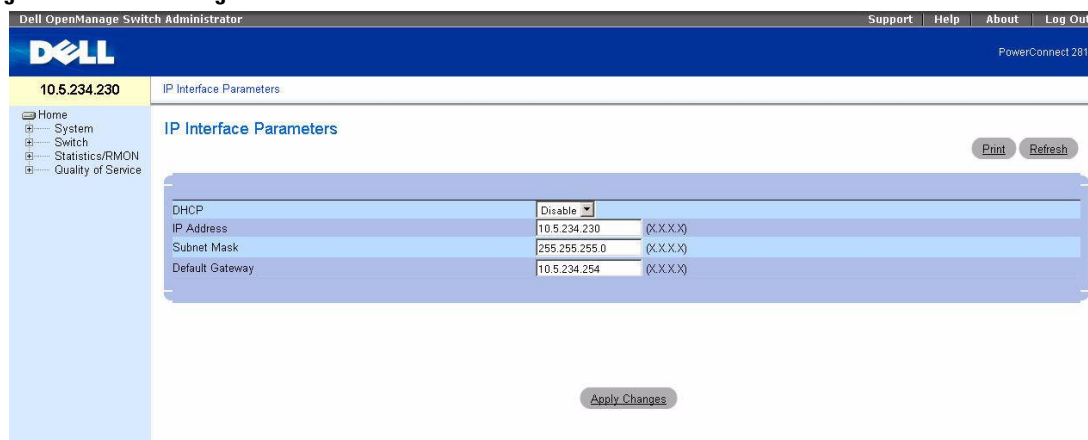 Dell OpenManage Switch Administrator Support Help About Log Out
DELL
PowerConnect 281
10.5.234.230 IP Interface Parameters
Home
System
Switch
Statistics/RMON
Quality of Service
IP Interface Parameters
Print Refresh
DHCP Disable
IP Address 10.5.234.230 (X.X.X.X)
Subnet Mask 255.255.255.0 (X.X.X.X)
Default Gateway 10.5.234.254 (X.X.X.X)
Apply Changes